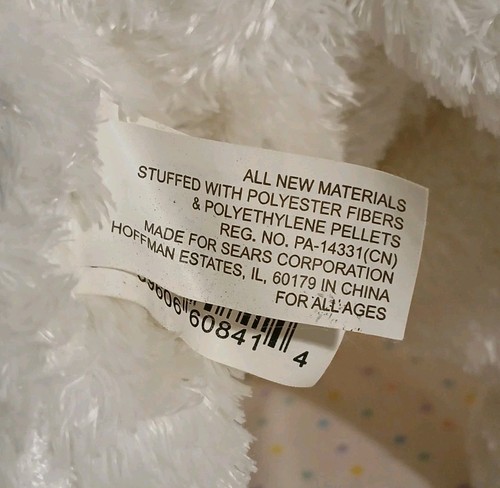 ALL NEW MATERIALS
STUFFED WITH POLYESTER FIBERS
& POLYETHYLENE PELLETS
REG. NO. PA-14331(CN)
MADE FOR SEARS CORPORATION
HOFFMAN ESTATES, IL, 60179 IN CHINA
FOR ALL AGES
9606 60841 4